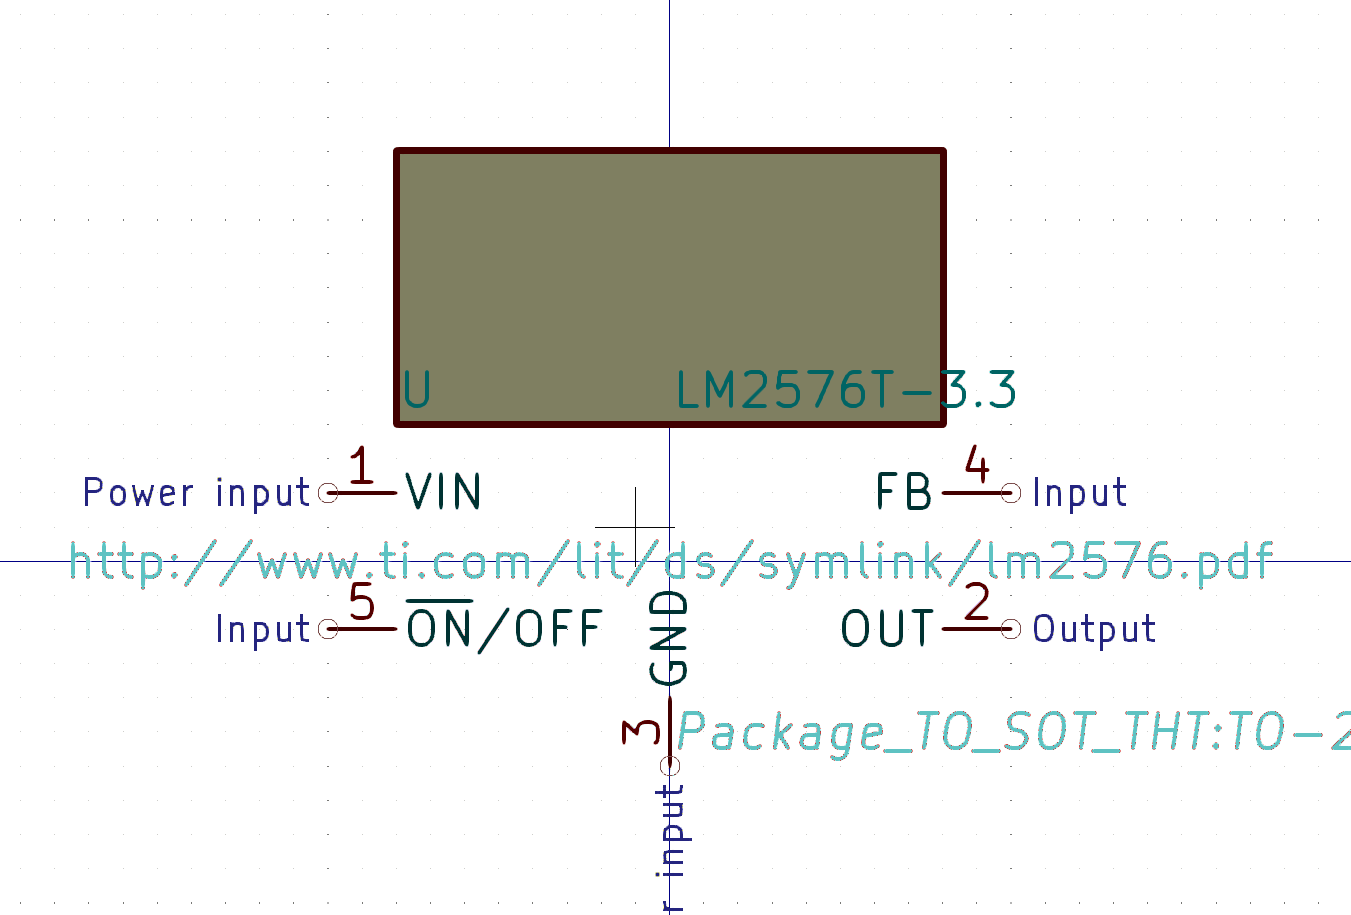 U
LM2576T-3.3
Power input
1
VIN
FB
4
Input
http://www.ti.com/lit/ds/symlink/lm2576.pdf
Input
5
ON/OFF
GND
OUT
2
Output
3
Package_TO_SOT_THT:TO-2
r input